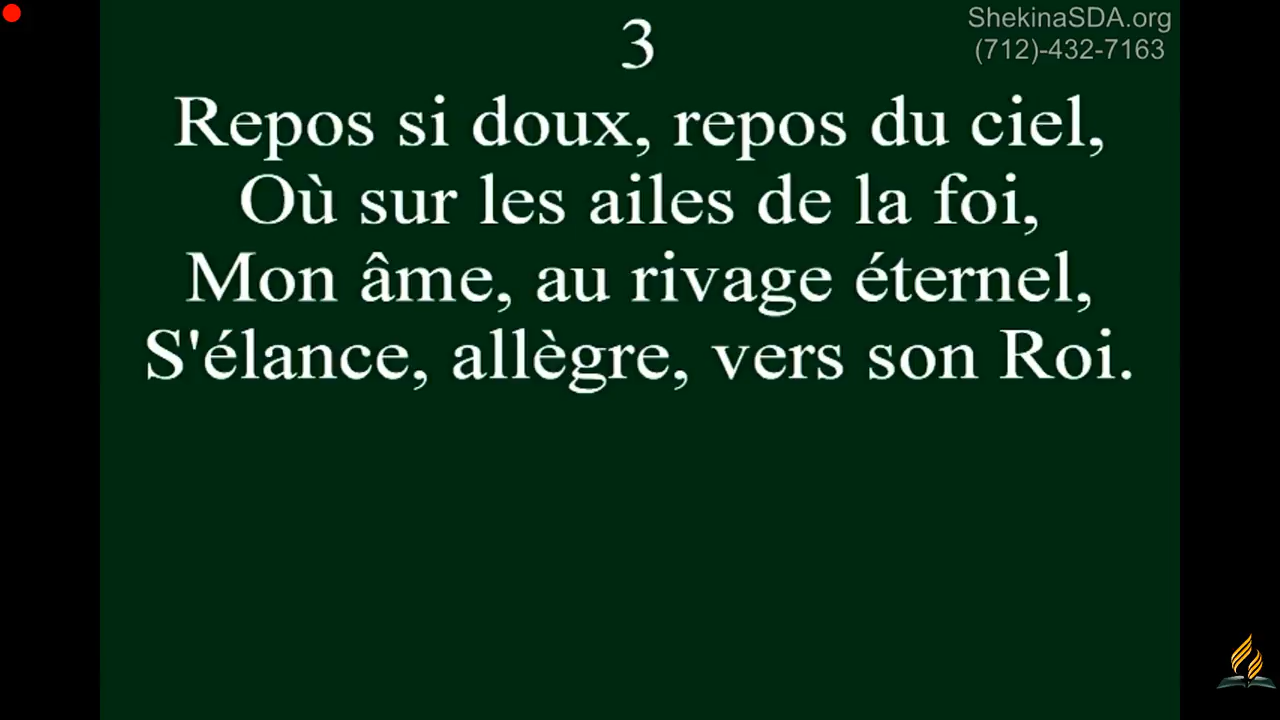 ShekinaSDA.org
(712)-432-7163
3
Repos si doux, repos du ciel,
Où sur les ailes de la foi,
Mon âme, au rivage éternel,
S'élance, allègre, vers son Roi.